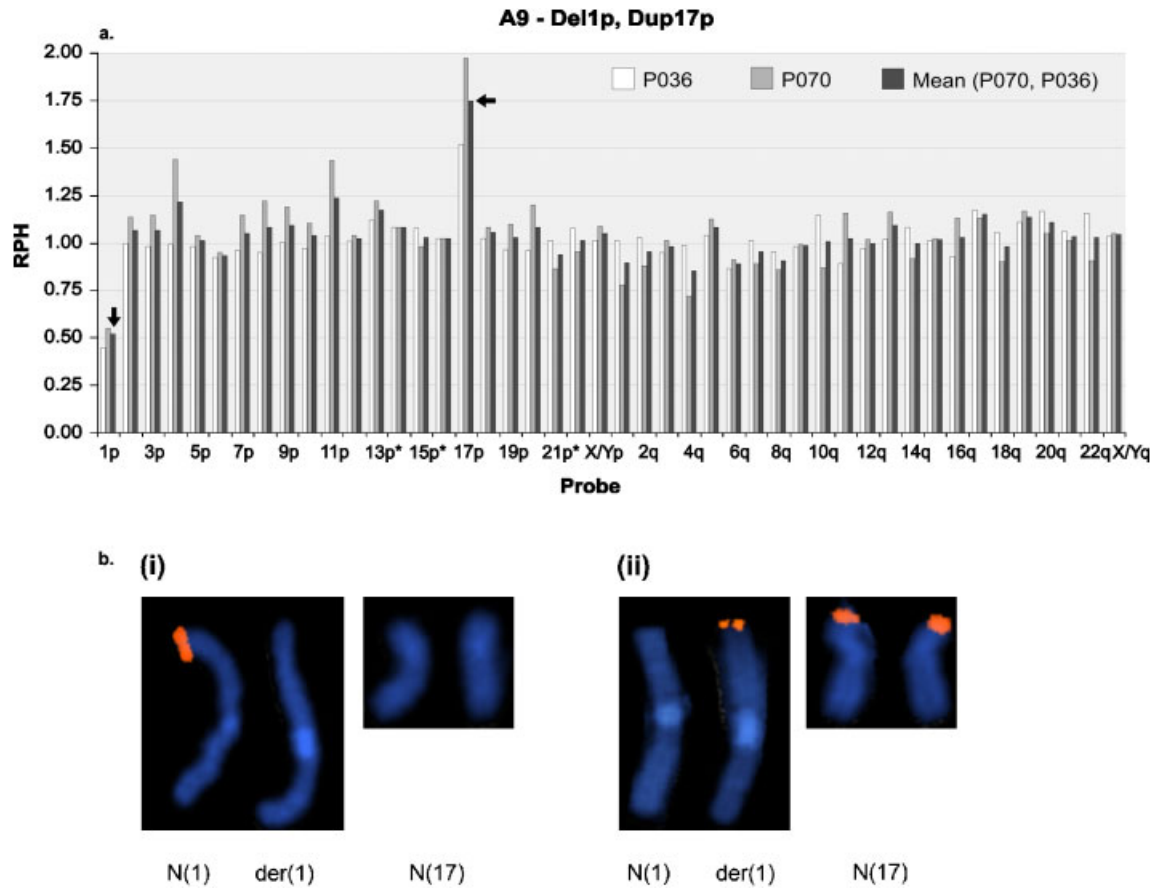 A9 - Del1p, Dup17p
a.
P036 P070 Mean (P070, P036)
2.00
1.75
1.50
1.25
1.00
0.75
0.50
0.25
0.00
RPH
1p 3p 5p 7p 9p 11p 13p* 15p* 17p 19p 21p* X/Yp 2q 4q 6q 8q 10q 12q 14q 16q 18q 20q 22q X/Yq
Probe
b. (i) (ii)
N(1) der(1) N(17) N(1) der(1) N(17)